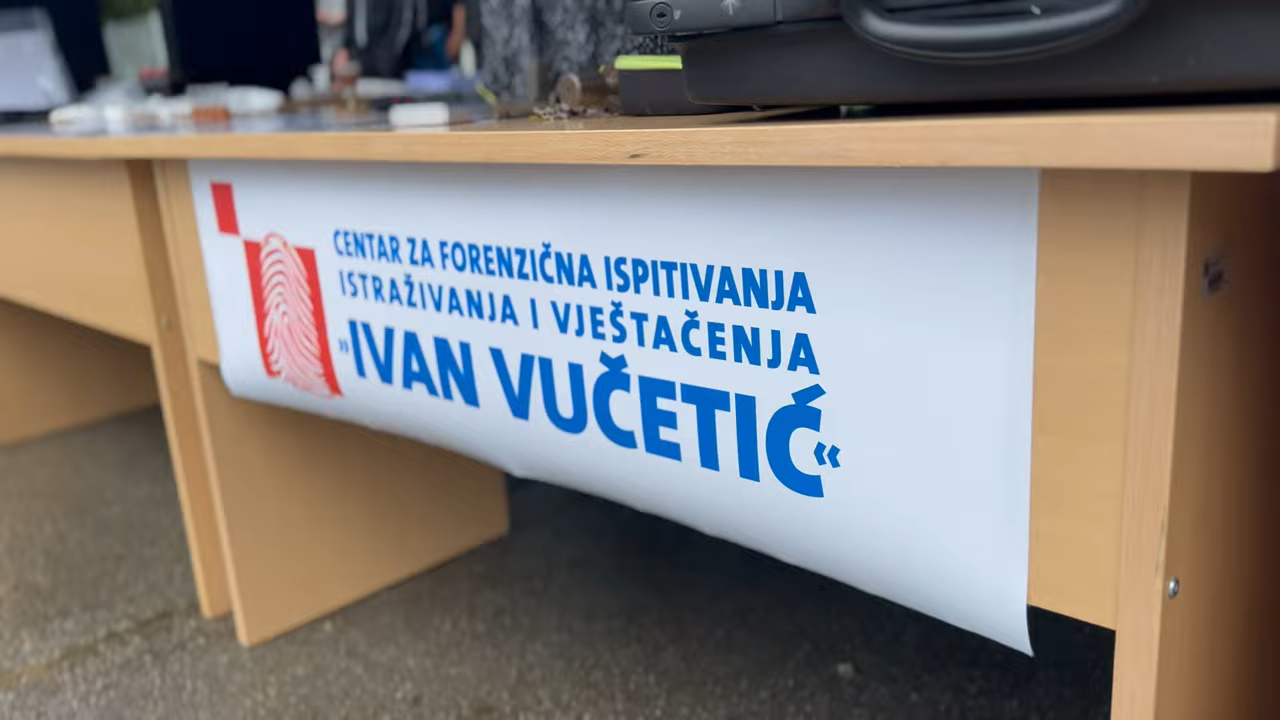 CENTAR ZA FORENZIČNA ISPITIVANJA
ISTRAŽIVANJA I VJEŠTAČENJA
»IVAN VUČETIĆ«